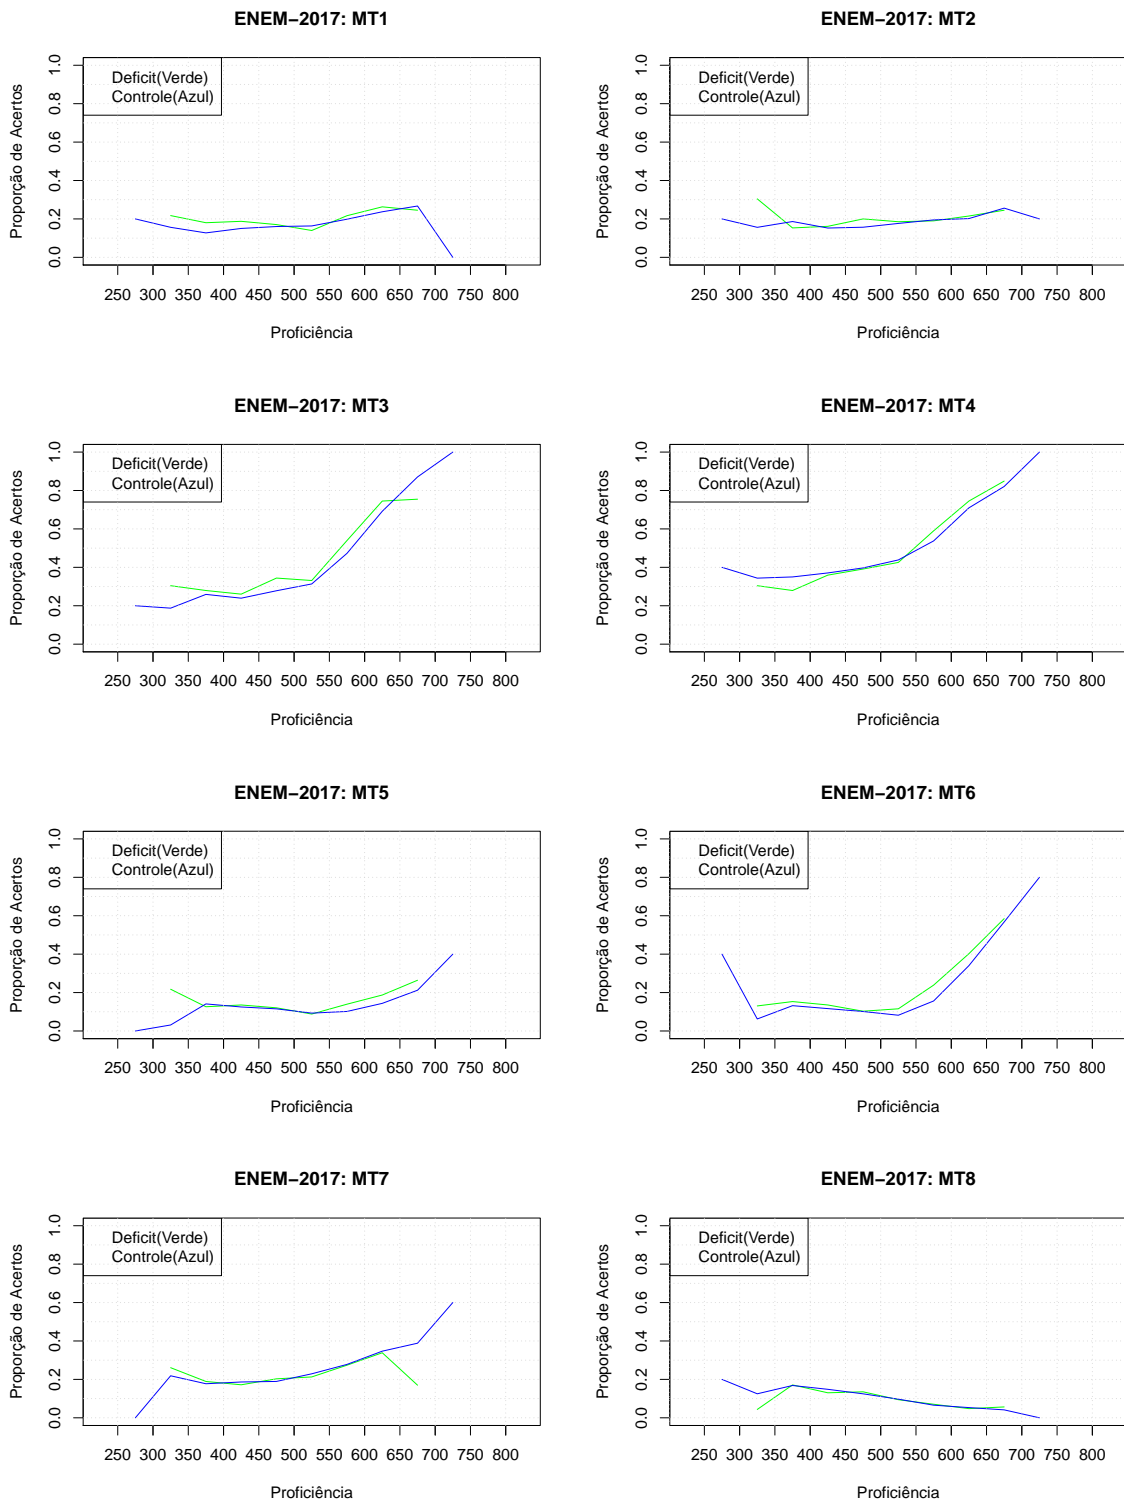 ENEM−2017: MT1
Proporção de Acertos
1.0
0.8
0.6
0.4
0.2
0.0
Deficit(Verde)
Controle(Azul)
250 300 350 400 450 500 550 600 650 700 750 800
Proficiência
ENEM−2017: MT2
Proporção de Acertos
1.0
0.8
0.6
0.4
0.2
0.0
Deficit(Verde)
Controle(Azul)
250 300 350 400 450 500 550 600 650 700 750 800
Proficiência
ENEM−2017: MT3
Proporção de Acertos
1.0
0.8
0.6
0.4
0.2
0.0
Deficit(Verde)
Controle(Azul)
250 300 350 400 450 500 550 600 650 700 750 800
Proficiência
ENEM−2017: MT4
Proporção de Acertos
1.0
0.8
0.6
0.4
0.2
0.0
Deficit(Verde)
Controle(Azul)
250 300 350 400 450 500 550 600 650 700 750 800
Proficiência
ENEM−2017: MT5
Proporção de Acertos
1.0
0.8
0.6
0.4
0.2
0.0
Deficit(Verde)
Controle(Azul)
250 300 350 400 450 500 550 600 650 700 750 800
Proficiência
ENEM−2017: MT6
Proporção de Acertos
1.0
0.8
0.6
0.4
0.2
0.0
Deficit(Verde)
Controle(Azul)
250 300 350 400 450 500 550 600 650 700 750 800
Proficiência
ENEM−2017: MT7
Proporção de Acertos
1.0
0.8
0.6
0.4
0.2
0.0
Deficit(Verde)
Controle(Azul)
250 300 350 400 450 500 550 600 650 700 750 800
Proficiência
ENEM−2017: MT8
Proporção de Acertos
1.0
0.8
0.6
0.4
0.2
0.0
Deficit(Verde)
Controle(Azul)
250 300 350 400 450 500 550 600 650 700 750 800
Proficiência